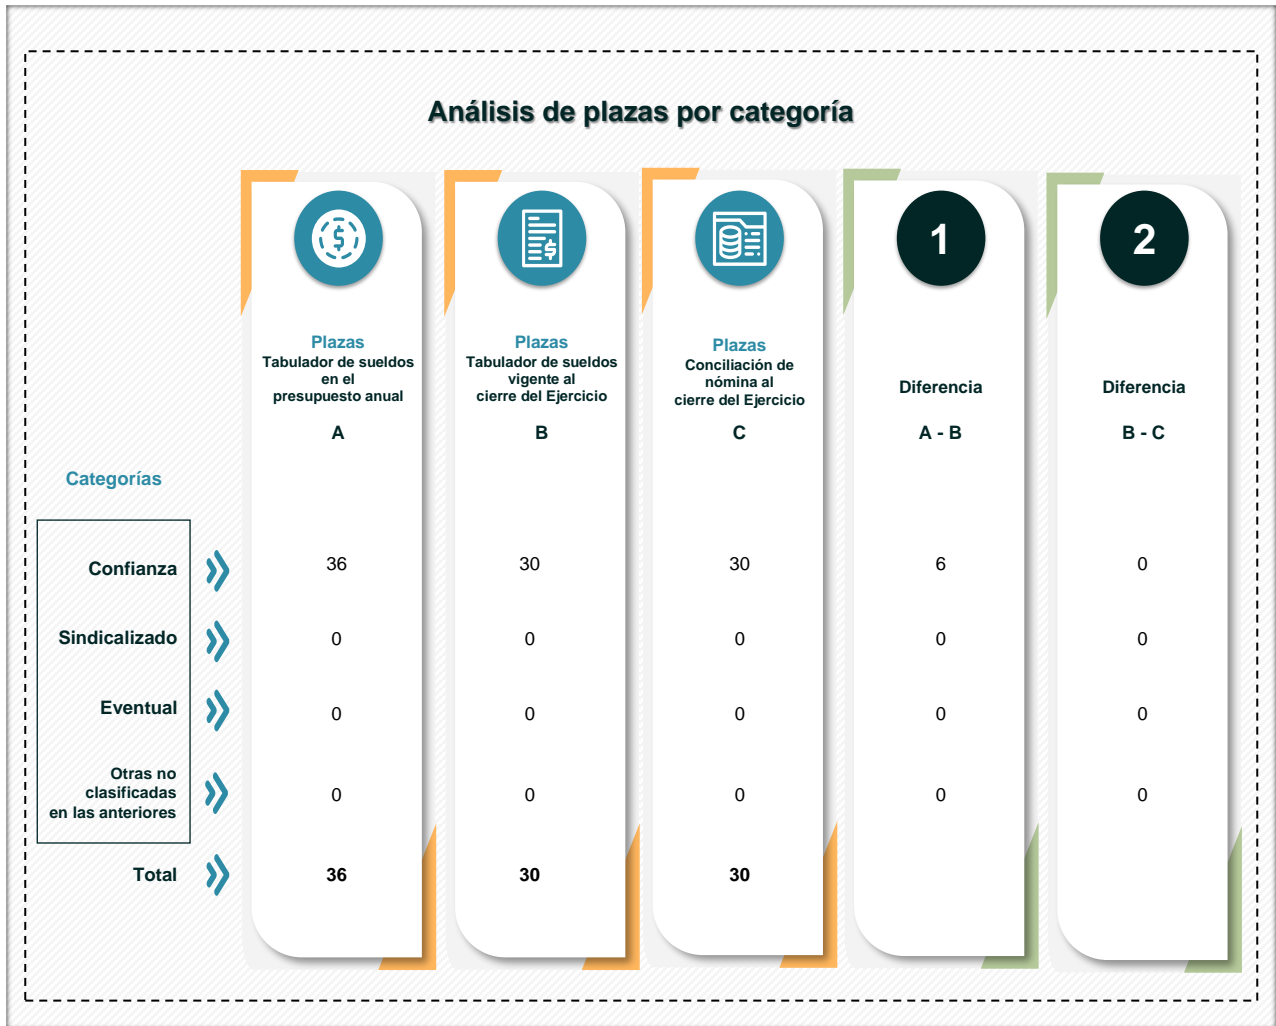 Análisis de plazas por categoría
Plazas
Tabulador de sueldos
en el
presupuesto anual
A
Plazas
Tabulador de sueldos
vigente al
cierre del Ejercicio
B
Plazas
Conciliación de
nómina al
cierre del Ejercicio
C
1
Diferencia
A - B
2
Diferencia
B - C
Categorías
Confianza 36 30 30 6 0
Sindicalizado 0 0 0 0 0
Eventual 0 0 0 0 0
Otras no
clasificadas
en las anteriores 0 0 0 0 0
Total 36 30 30